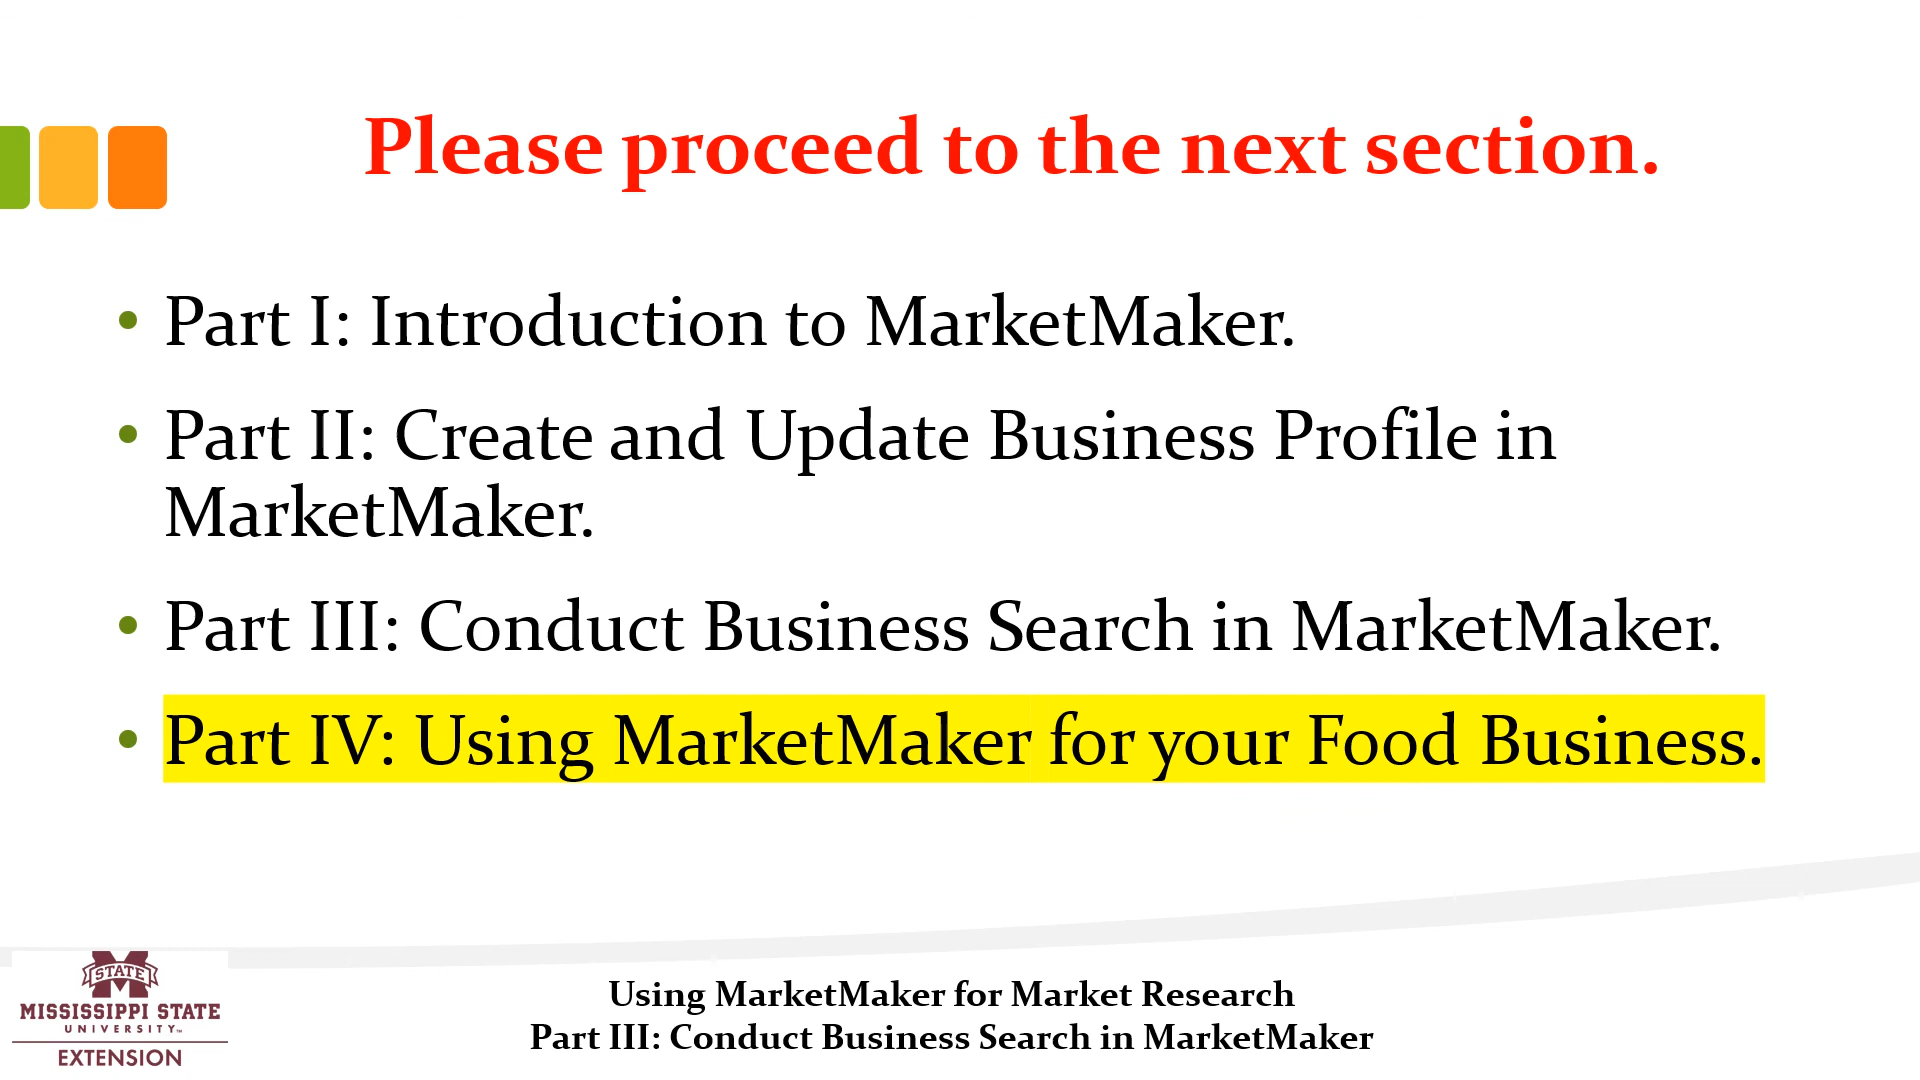 Please proceed to the next section.
• Part I: Introduction to MarketMaker.
• Part II: Create and Update Business Profile in
MarketMaker.
• Part III: Conduct Business Search in MarketMaker.
• Part IV: Using MarketMaker for your Food Business.
STATE
MISSISSIPPI STATE
UNIVERSITY™
EXTENSION
Using MarketMaker for Market Research
Part III: Conduct Business Search in MarketMaker